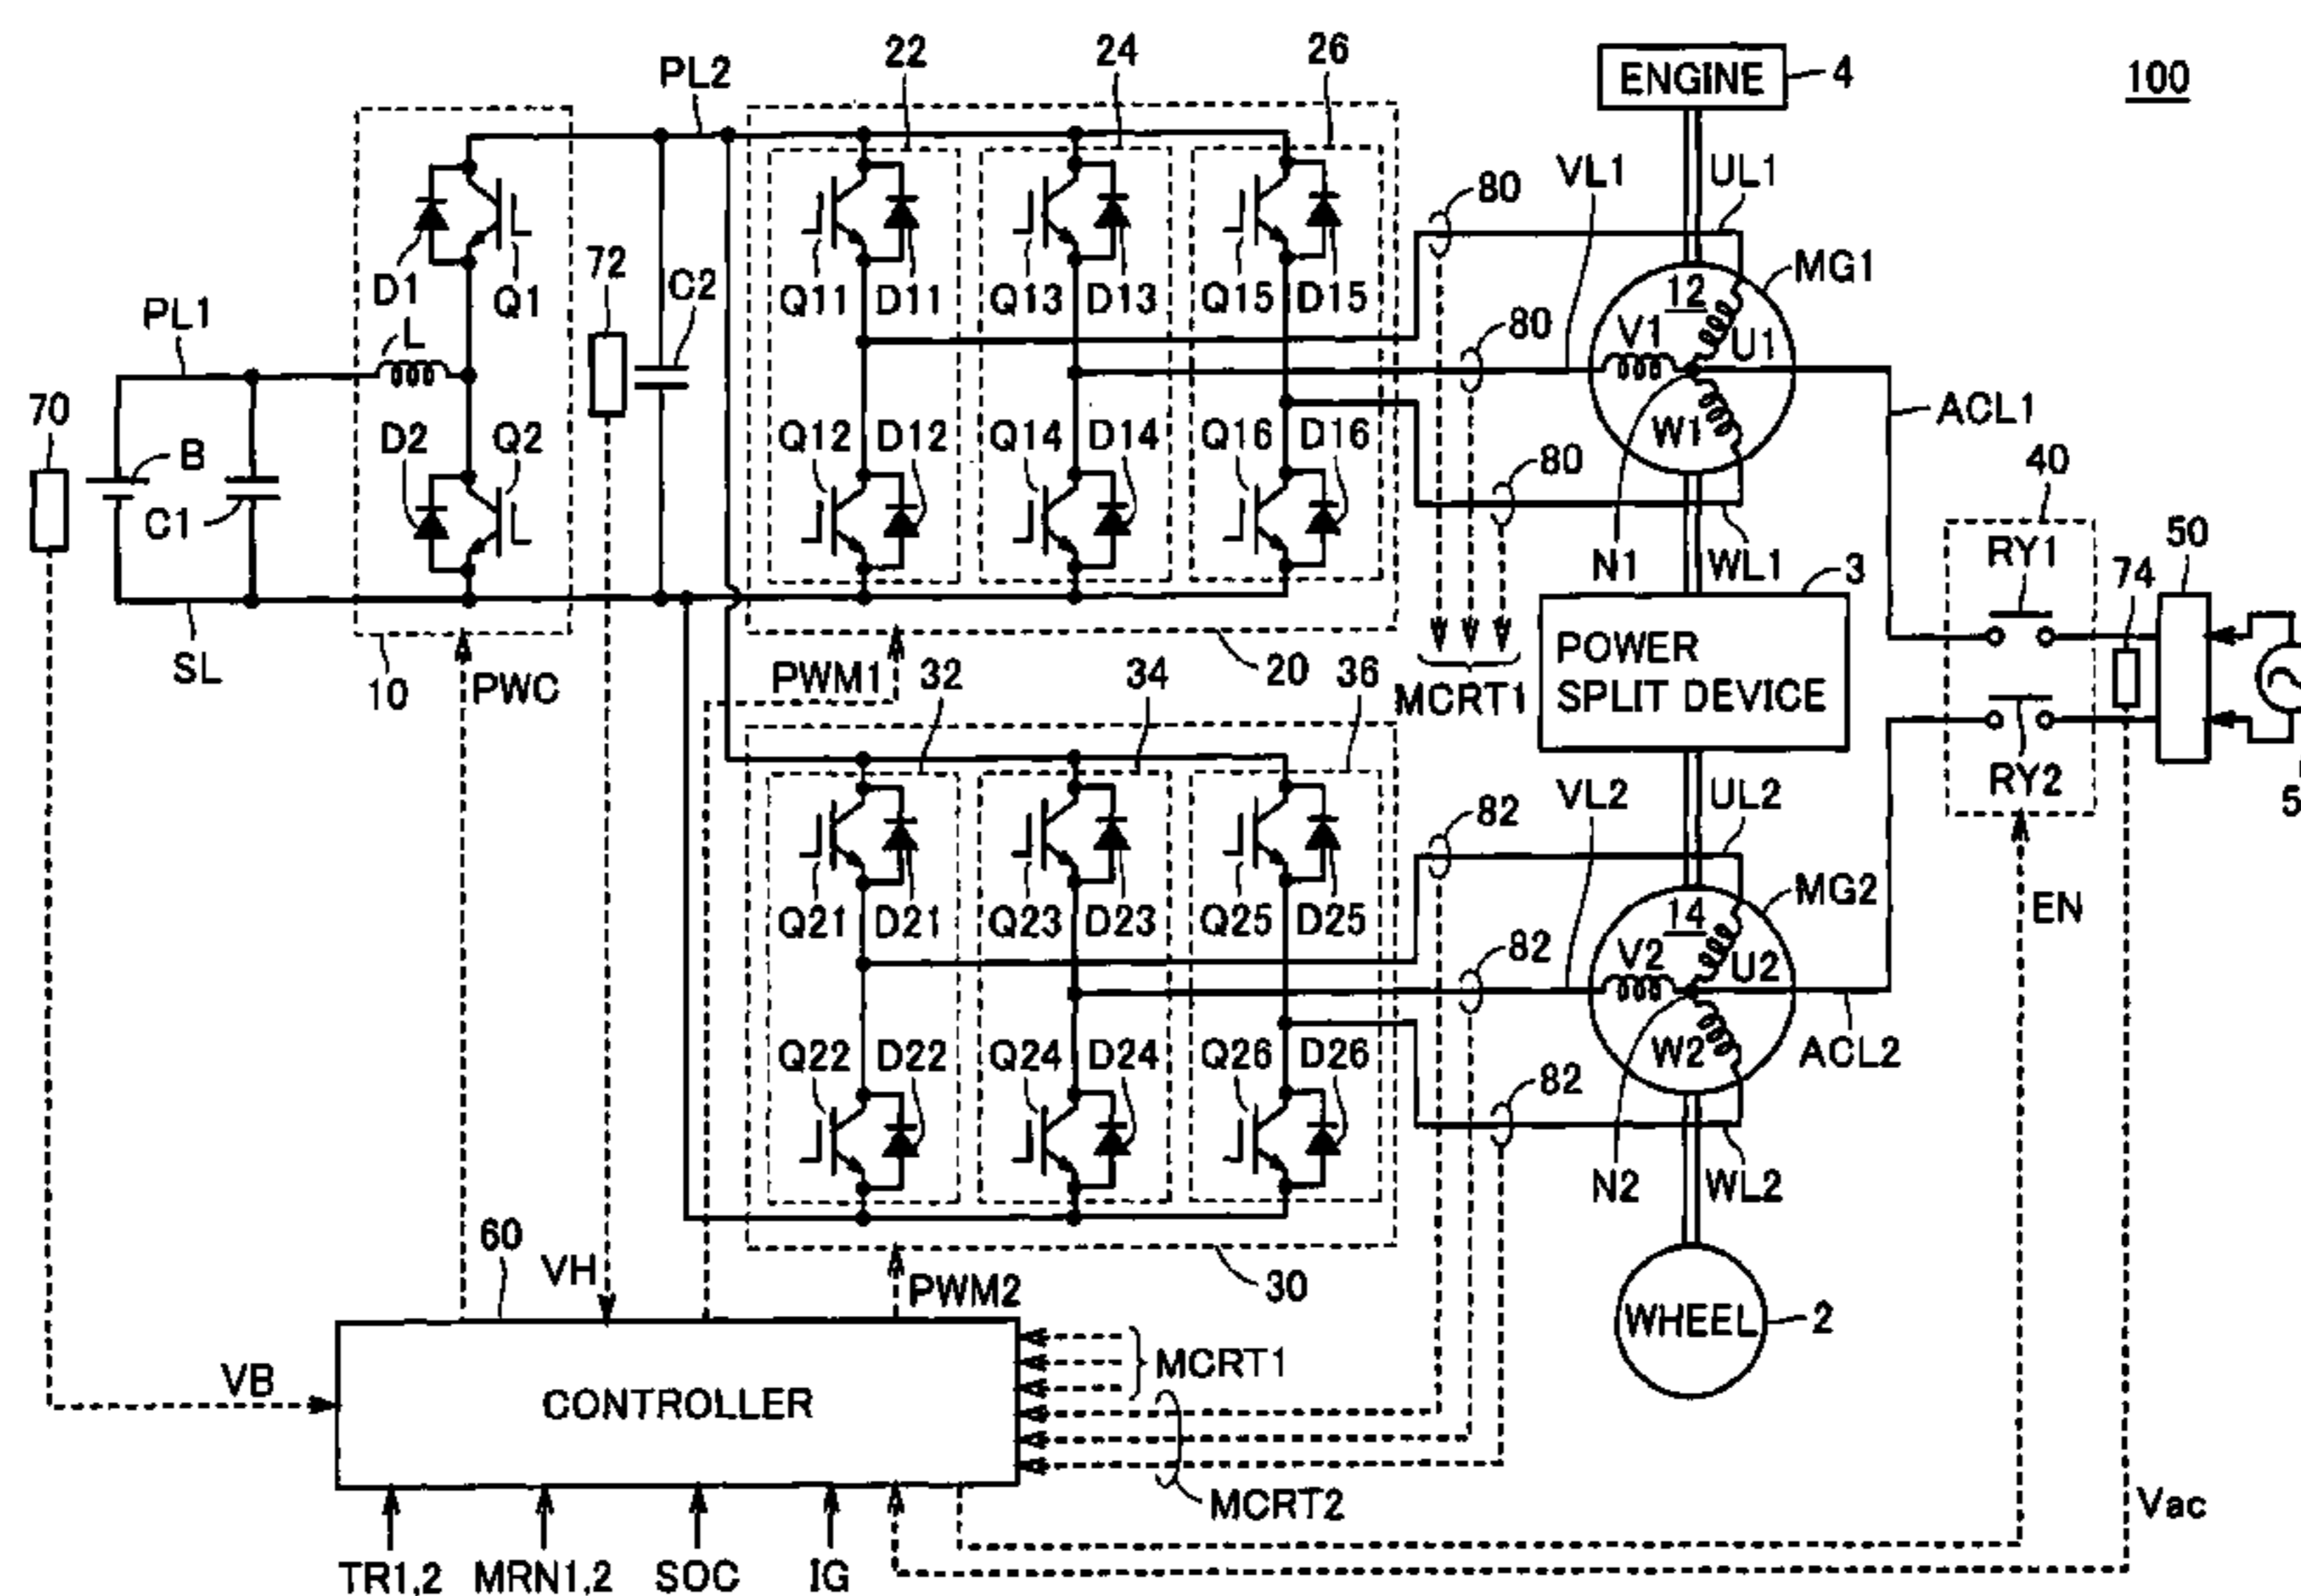 100
22
24
26
PL2
ENGINE
4
VL1
UL1
80
MG1
72
C2
D1
Q1
Q11
D11
Q13
D13
Q15
D15
12
V1
U1
80
PL1
L
70
B
D2
Q2
C1
Q12
D12
Q14
D14
Q16
D16
W1
80
ACL1
40
RY1
50
74
N1
WL1
3
SL
10
PWC
PWM1
20
MCRT1
POWER
SPLIT DEVICE
RY2
32
34
36
VL2
UL2
82
MG2
EN
Q21
D21
Q23
D23
Q25
D25
14
V2
U2
82
Q22
D22
Q24
D24
Q26
D26
W2
82
ACL2
N2
WL2
60
VH
PWM2
30
WHEEL
2
VB
CONTROLLER
MCRT1
MCRT2
Vac
TR1,2
MRN1,2
SOC
IG